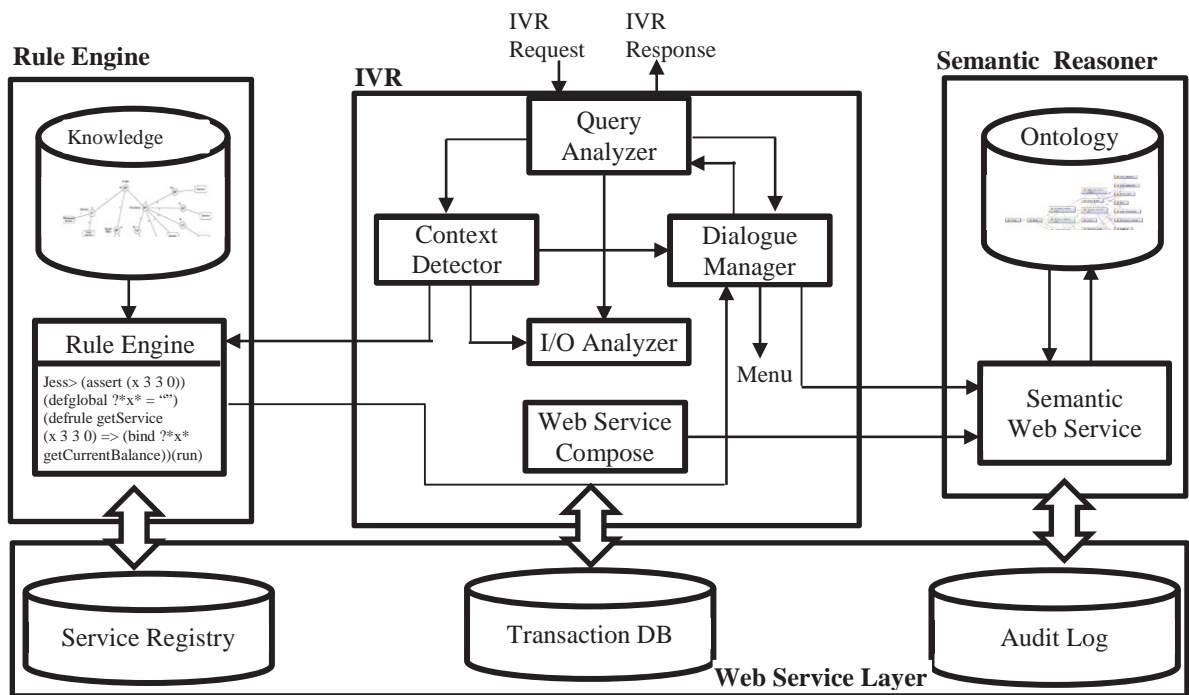 IVR
Request
IVR
Response
Rule Engine
IVR
Semantic Reasoner
Knowledge
Query
Analyzer
Ontology
Context
Detector
Dialogue
Manager
Rule Engine
I/O Analyzer
Menu
Jess> (assert (x 3 3 0))
(defglobal ?*x* = “”)
(defrule getService
(x 3 3 0) => (bind ?*x*
getCurrentBalance))(run)
Web Service
Compose
Semantic
Web Service
Service Registry
Transaction DB
Audit Log
Web Service Layer